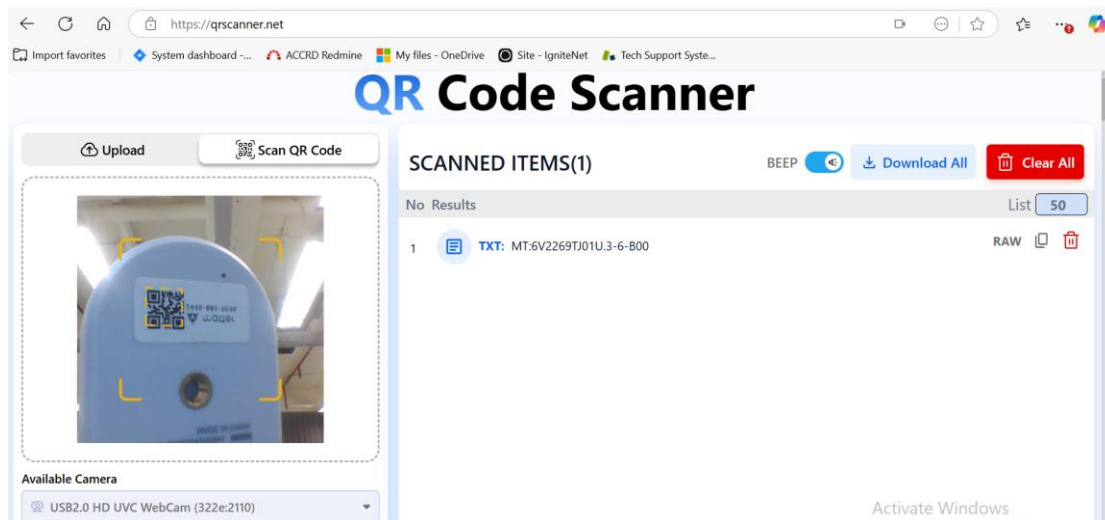 https://qrscanner.net
Import favorites
System dashboard -...
ACCRD Redmine
My files - OneDrive
Site - IgniteNet
Tech Support Syste...
QR Code Scanner
Upload
Scan QR Code
SCANNED ITEMS(1)
BEEP
Download All
Clear All
No Results
List 50
1 TXT: MT:6V2269TJ01U.3-6-B00
RAW
matter
Available Camera
USB2.0 HD UVC WebCam (322e:2110)
Activate Windows